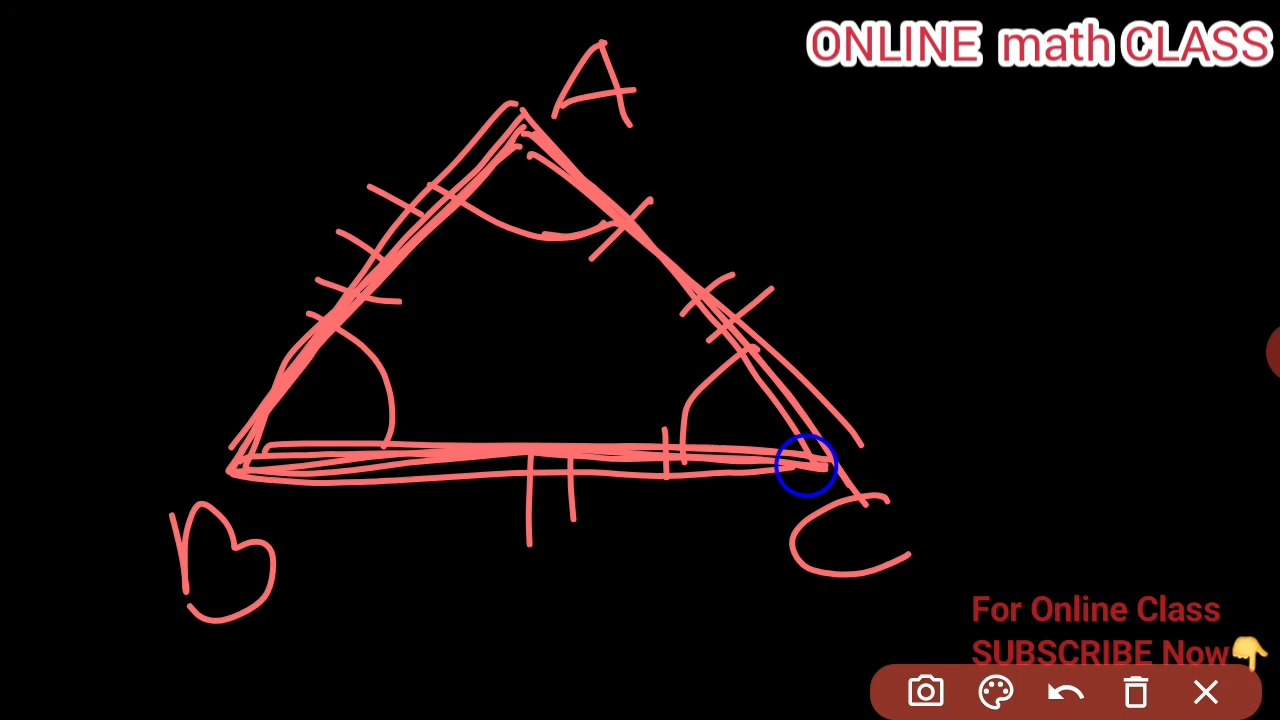 ONLINE math CLASS
A
B
C
For Online Class
SUBSCRIBE Now👇